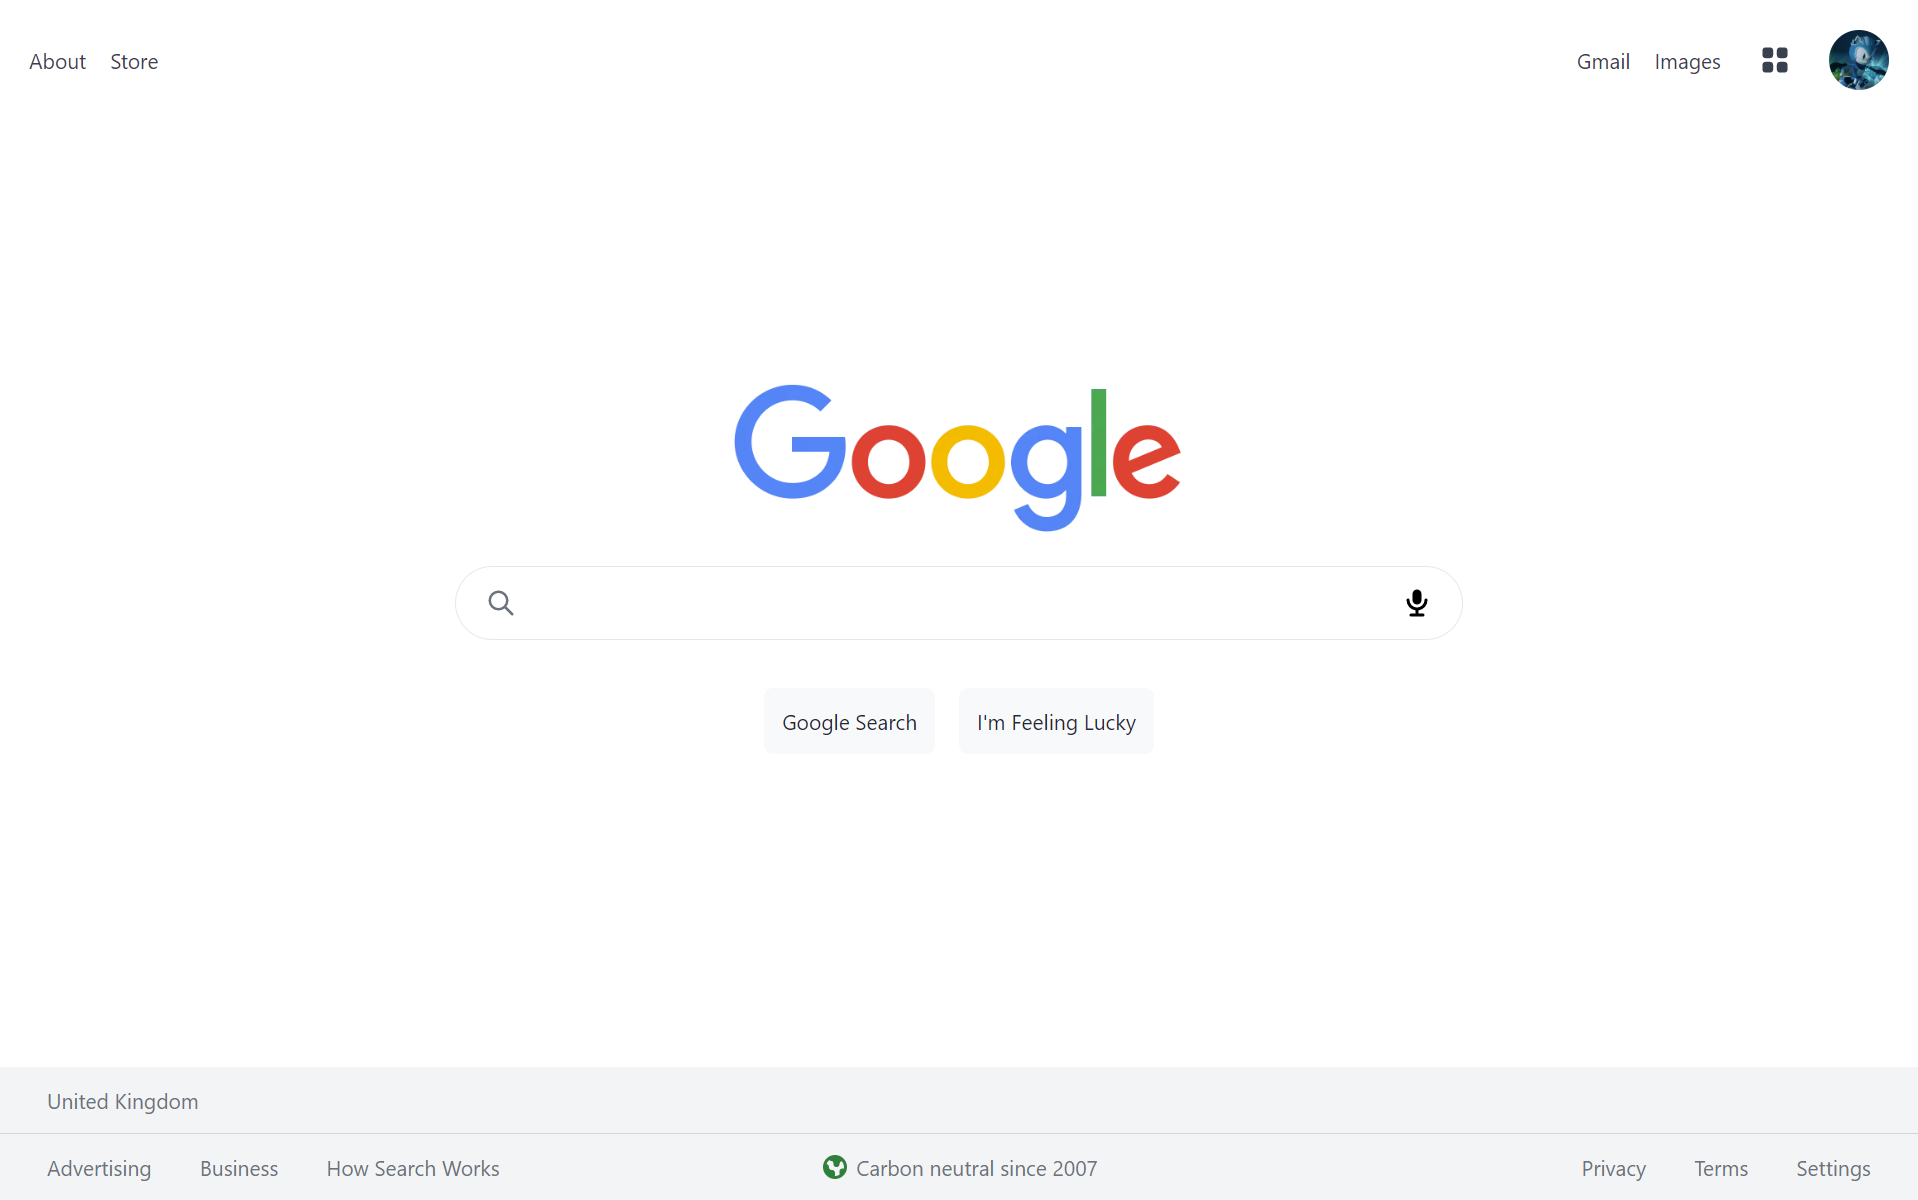 About Store Gmail Images
Google
Google Search I'm Feeling Lucky
United Kingdom
Advertising Business How Search Works Carbon neutral since 2007 Privacy Terms Settings